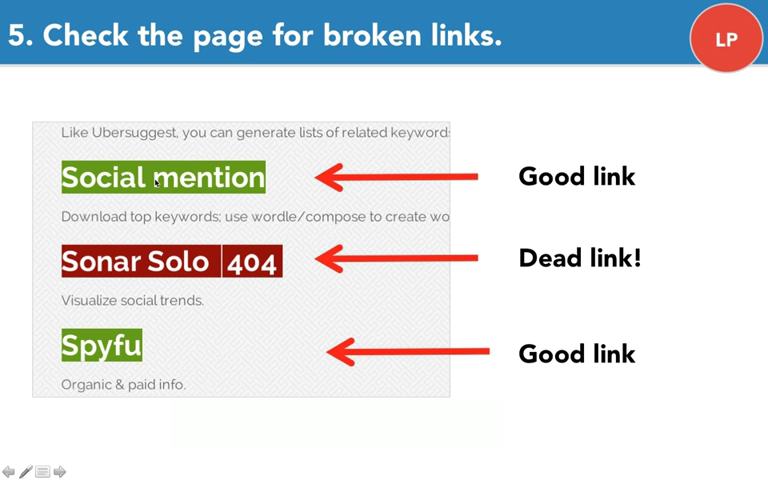 5. Check the page for broken links.
LP
Like Ubersuggest, you can generate lists of related keywords
Social mention
Good link
Download top keywords; use wordle/compose to create wo
Sonar Solo 404
Dead link!
Visualize social trends.
Spyfu
Good link
Organic & paid info.